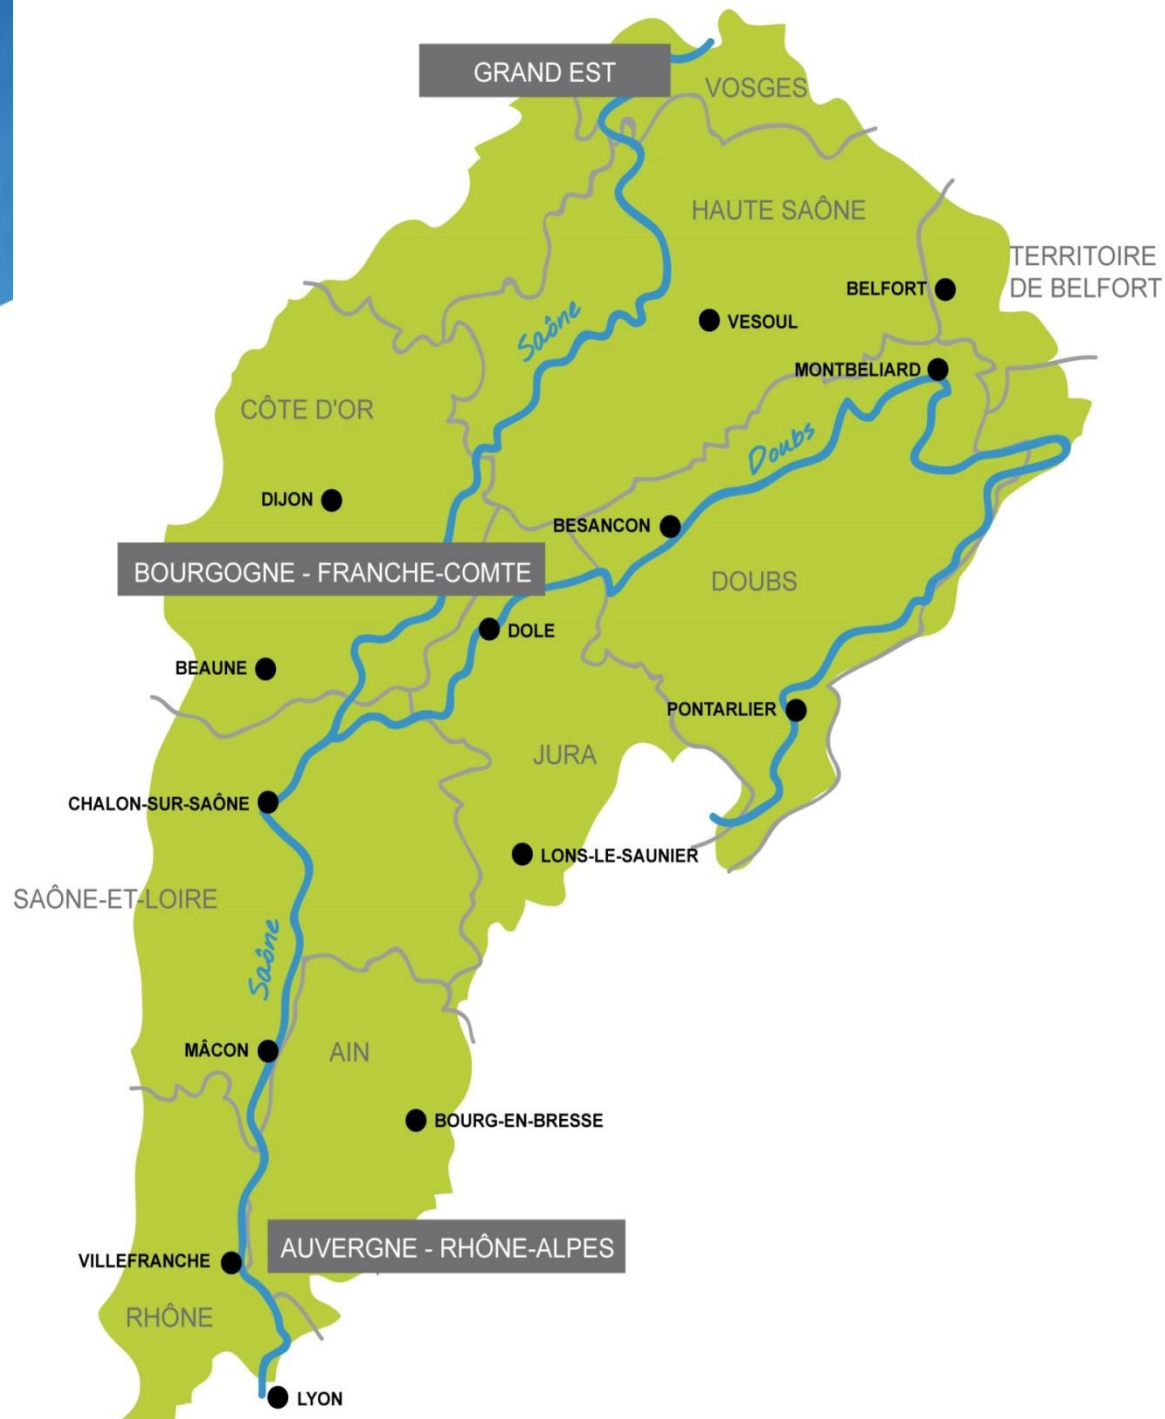 GRAND EST
VOSGES
HAUTE SAÔNE
TERRITOIRE
DE BELFORT
BELFORT
Saône
VESOUL
MONTBELIARD
CÔTE D'OR
Doubs
DIJON
BESANCON
BOURGOGNE - FRANCHE-COMTE
DOUBS
DOLE
BEAUNE
PONTARLIER
JURA
CHALON-SUR-SAÔNE
LONS-LE-SAUNIER
SAÔNE-ET-LOIRE
Saône
MÂCON
AIN
BOURG-EN-BRESSE
AUVERGNE - RHÔNE-ALPES
VILLEFRANCHE
RHÔNE
LYON